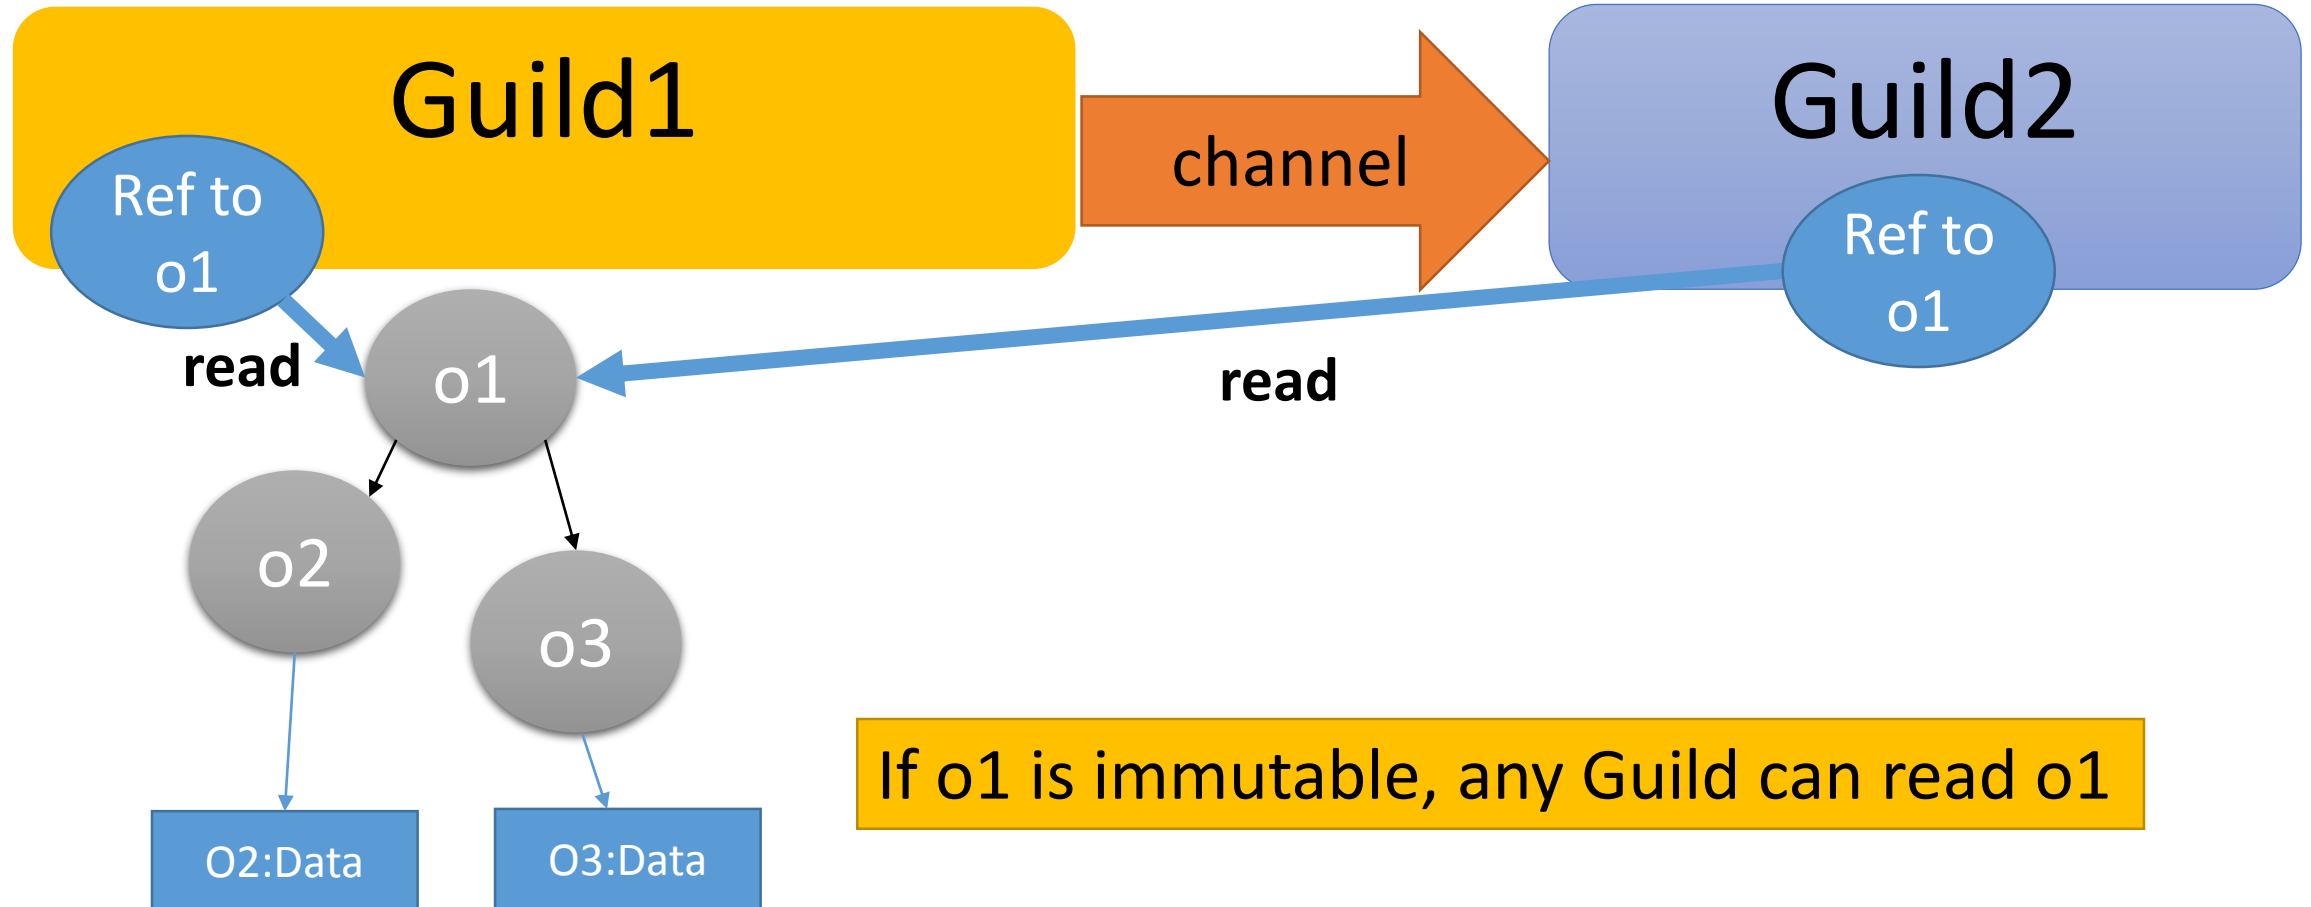 Guild1
channel
Guild2
Ref to
o1
Ref to
o1
read
o1
read
o2
o3
If o1 is immutable, any Guild can read o1
O2:Data
O3:Data